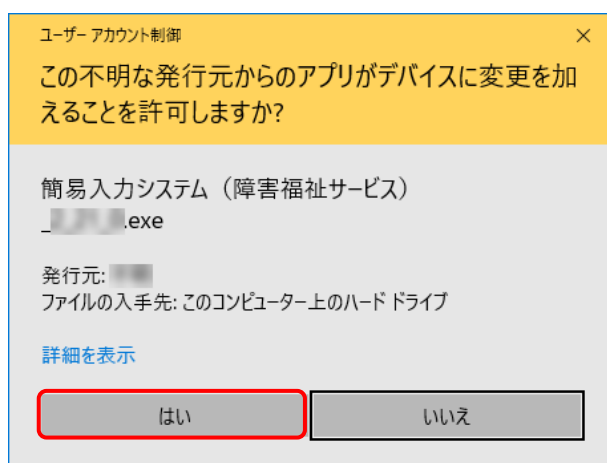 ユーザー アカウント制御
この不明な発行元からのアプリがデバイスに変更を加
えることを許可しますか?
簡易入力システム（障害福祉サービス）
_.exe
発行元:
ファイルの入手先: このコンピューター上のハード ドライブ
詳細を表示
はい
いいえ